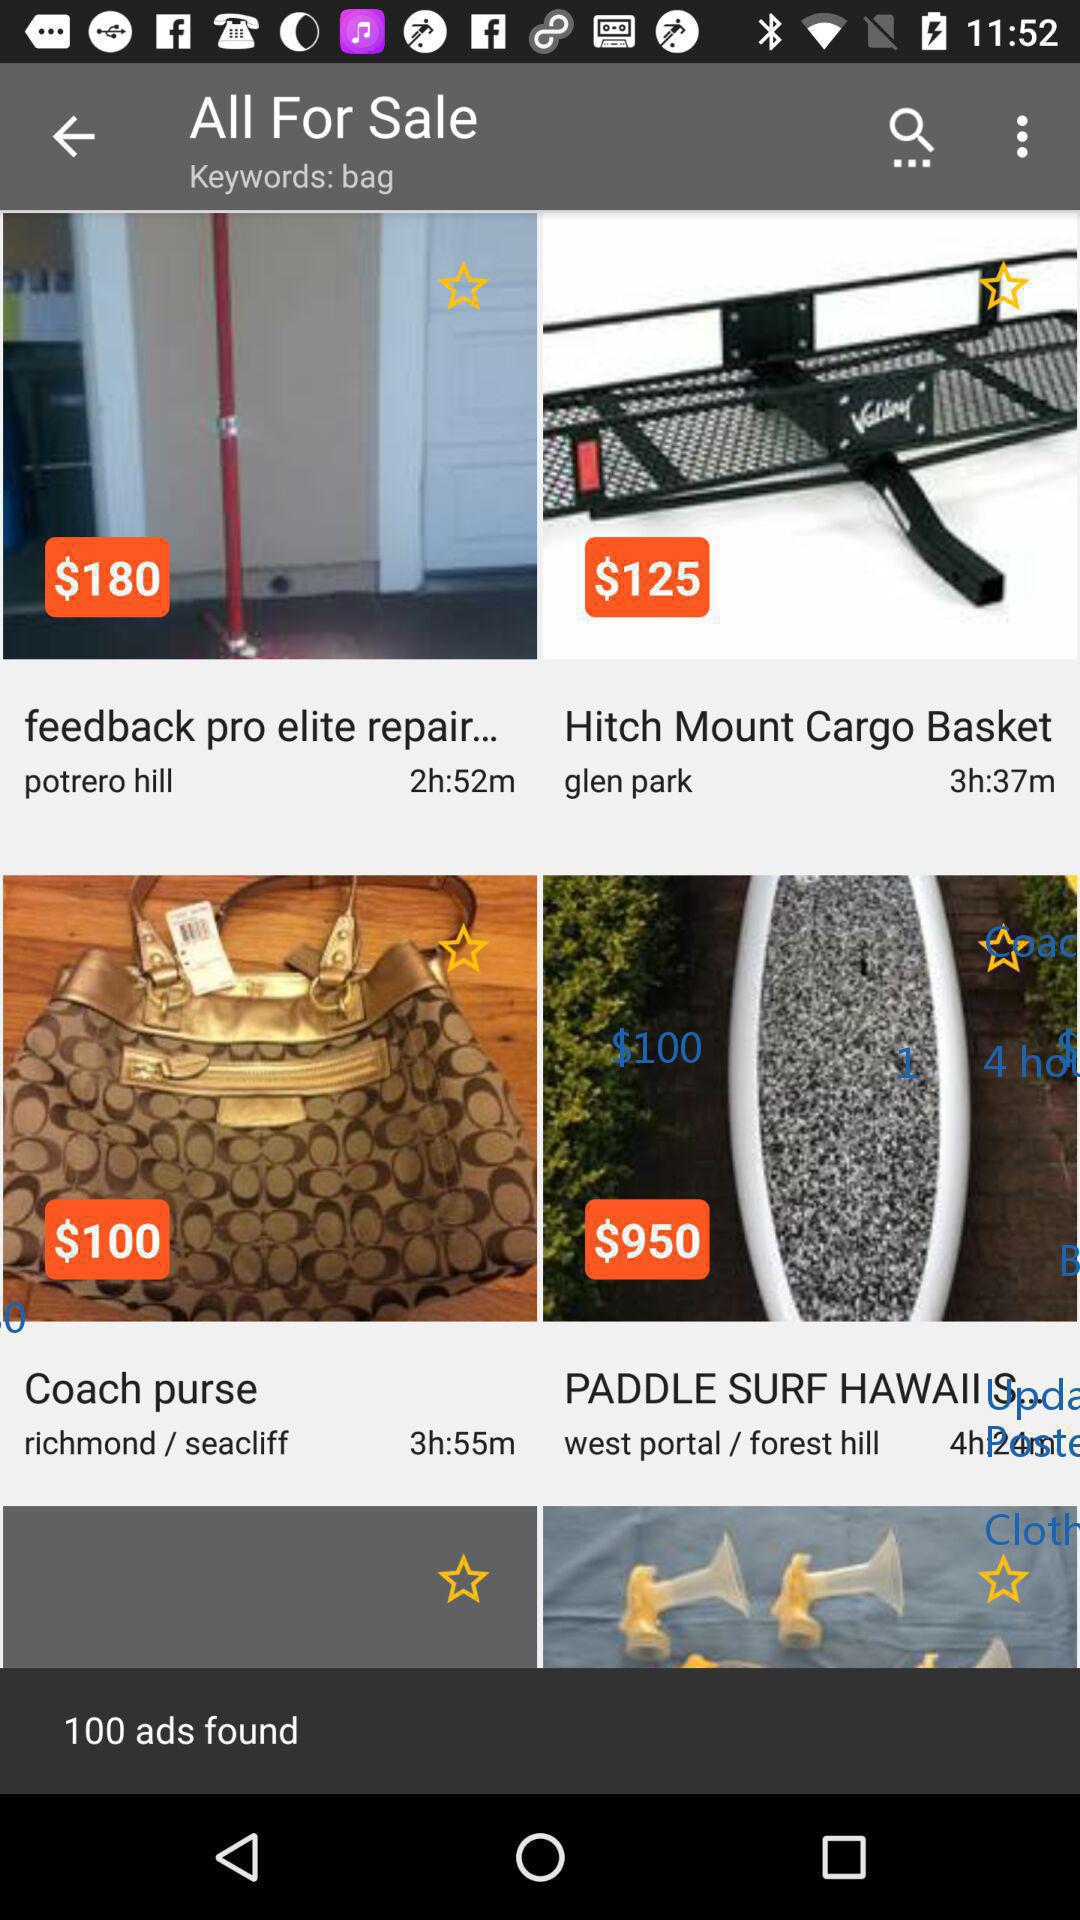 11:52
All For Sale
Keywords: bag
Valley
$180
$125
feedback pro elite repair...
Hitch Mount Cargo Basket
potrero hill 2h:52m
glen park 3h:37m
Coac
$100
1
4 hou
$
$100
$950
B
0
Coach purse
PADDLE SURF HAWAII S...
Upda
richmond / seacliff 3h:55m
west portal / forest hill 4h:24m
Poste
Cloth
100 ads found